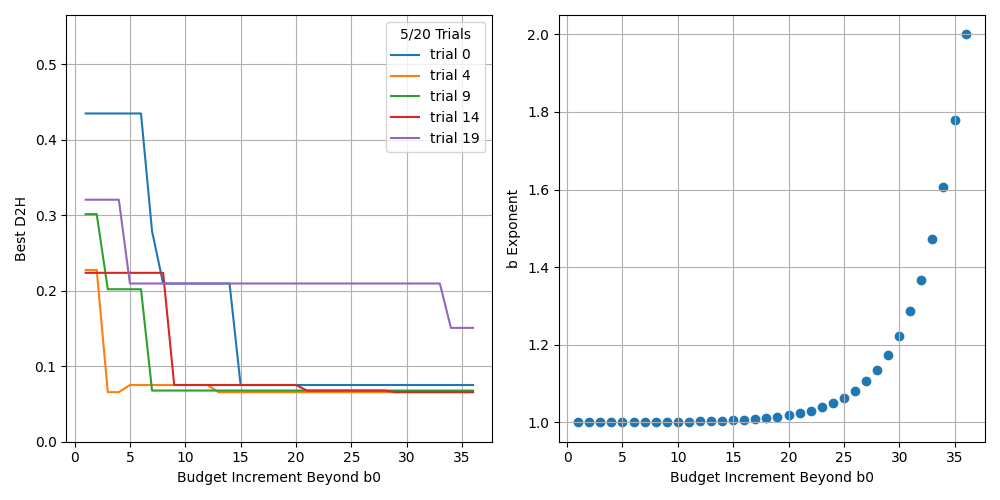 5/20 Trials
trial 0
trial 4
trial 9
trial 14
trial 19
0.5
0.4
0.3
0.2
0.1
0.0
Best D2H
0 5 10 15 20 25 30 35
Budget Increment Beyond b0
2.0
1.8
1.6
1.4
1.2
1.0
b Exponent
0 5 10 15 20 25 30 35
Budget Increment Beyond b0